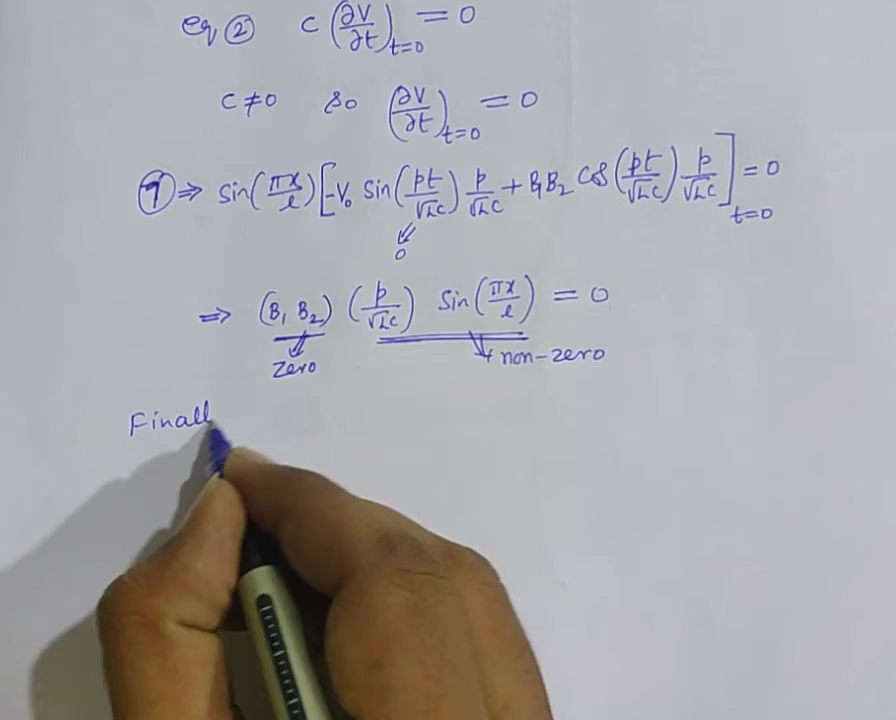 eq ② c (∂V/∂t)t=0 = 0
c ≠ 0 so (∂V/∂t)t=0 = 0
⑦ ⇒ sin(πx/l) [-V₀ sin(pt/√LC) p/√LC + B₁B₂ cos(pt/√LC) p/√LC]t=0 = 0
0
⇒ (B₁ B₂) (p/√LC) sin(πx/l) = 0
zero non-zero
Finall